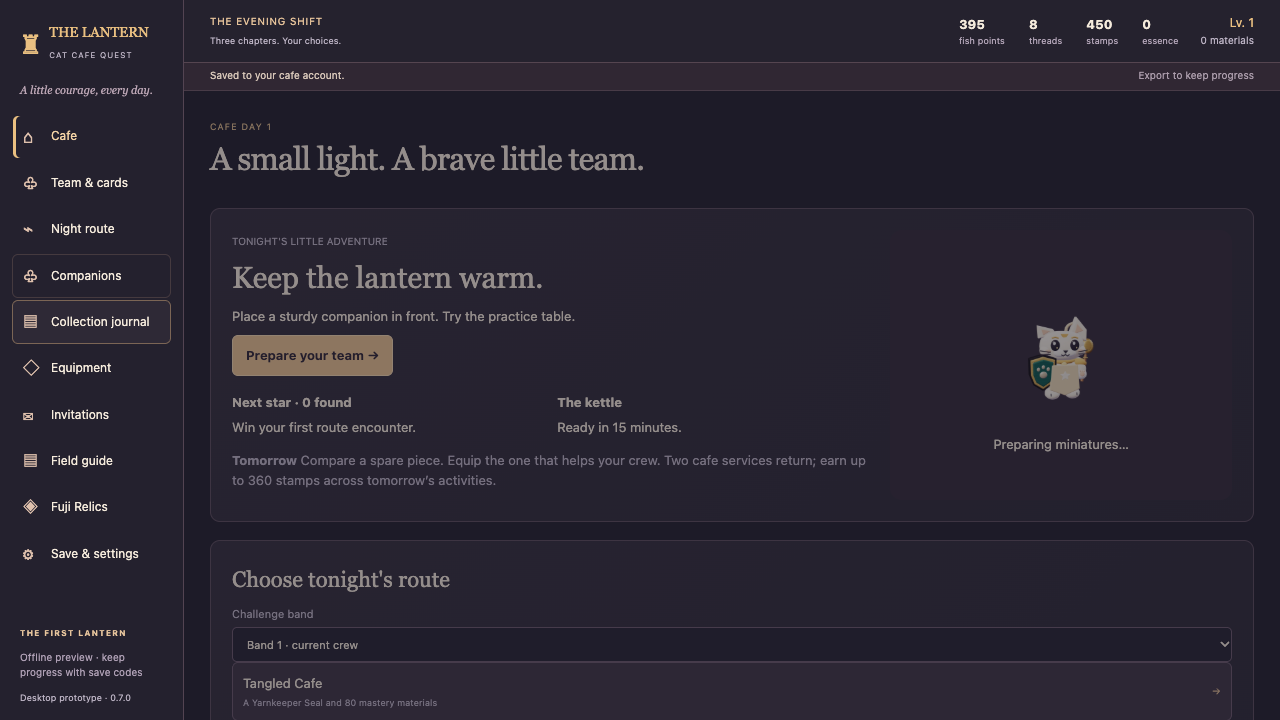 THE LANTERN
CAT CAFE QUEST
A little courage, every day.
Cafe
Team & cards
Night route
Companions
Collection journal
Equipment
Invitations
Field guide
Fuji Relics
Save & settings
THE FIRST LANTERN
Offline preview · keep
progress with save codes
Desktop prototype · 0.7.0
THE EVENING SHIFT
Three chapters. Your choices.
395 fish points
8 threads
450 stamps
0 essence
Lv. 1
0 materials
Saved to your cafe account.
Export to keep progress
CAFE DAY 1
A small light. A brave little team.
TONIGHT'S LITTLE ADVENTURE
Keep the lantern warm.
Place a sturdy companion in front. Try the practice table.
Prepare your team →
Next star · 0 found
Win your first route encounter.
The kettle
Ready in 15 minutes.
Tomorrow Compare a spare piece. Equip the one that helps your crew. Two cafe services return; earn up
to 360 stamps across tomorrow's activities.
Preparing miniatures…
Choose tonight's route
Challenge band
Band 1 · current crew
Tangled Cafe
A Yarnkeeper Seal and 80 mastery materials
→